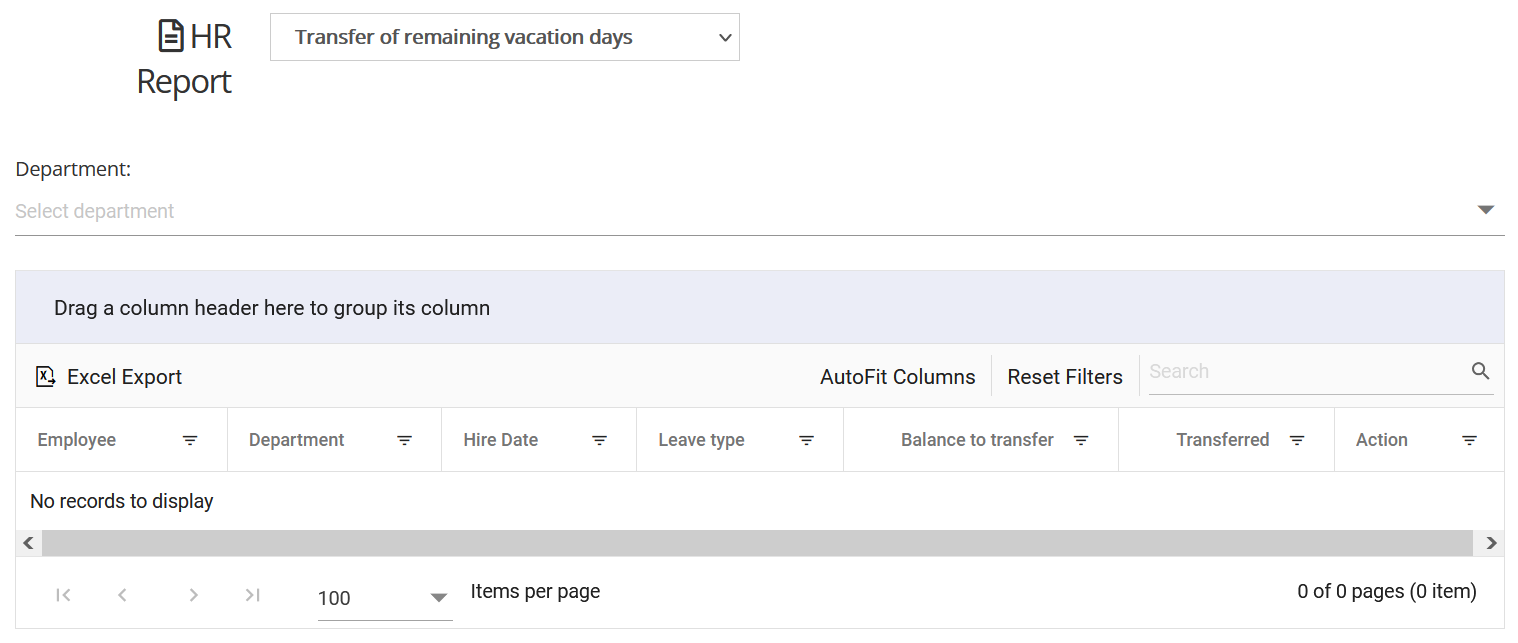 HR
Report
Transfer of remaining vacation days
Department:
Select department
Drag a column header here to group its column
Excel Export
AutoFit Columns
Reset Filters
Search
Employee
Department
Hire Date
Leave type
Balance to transfer
Transferred
Action
No records to display
100
Items per page
0 of 0 pages (0 item)